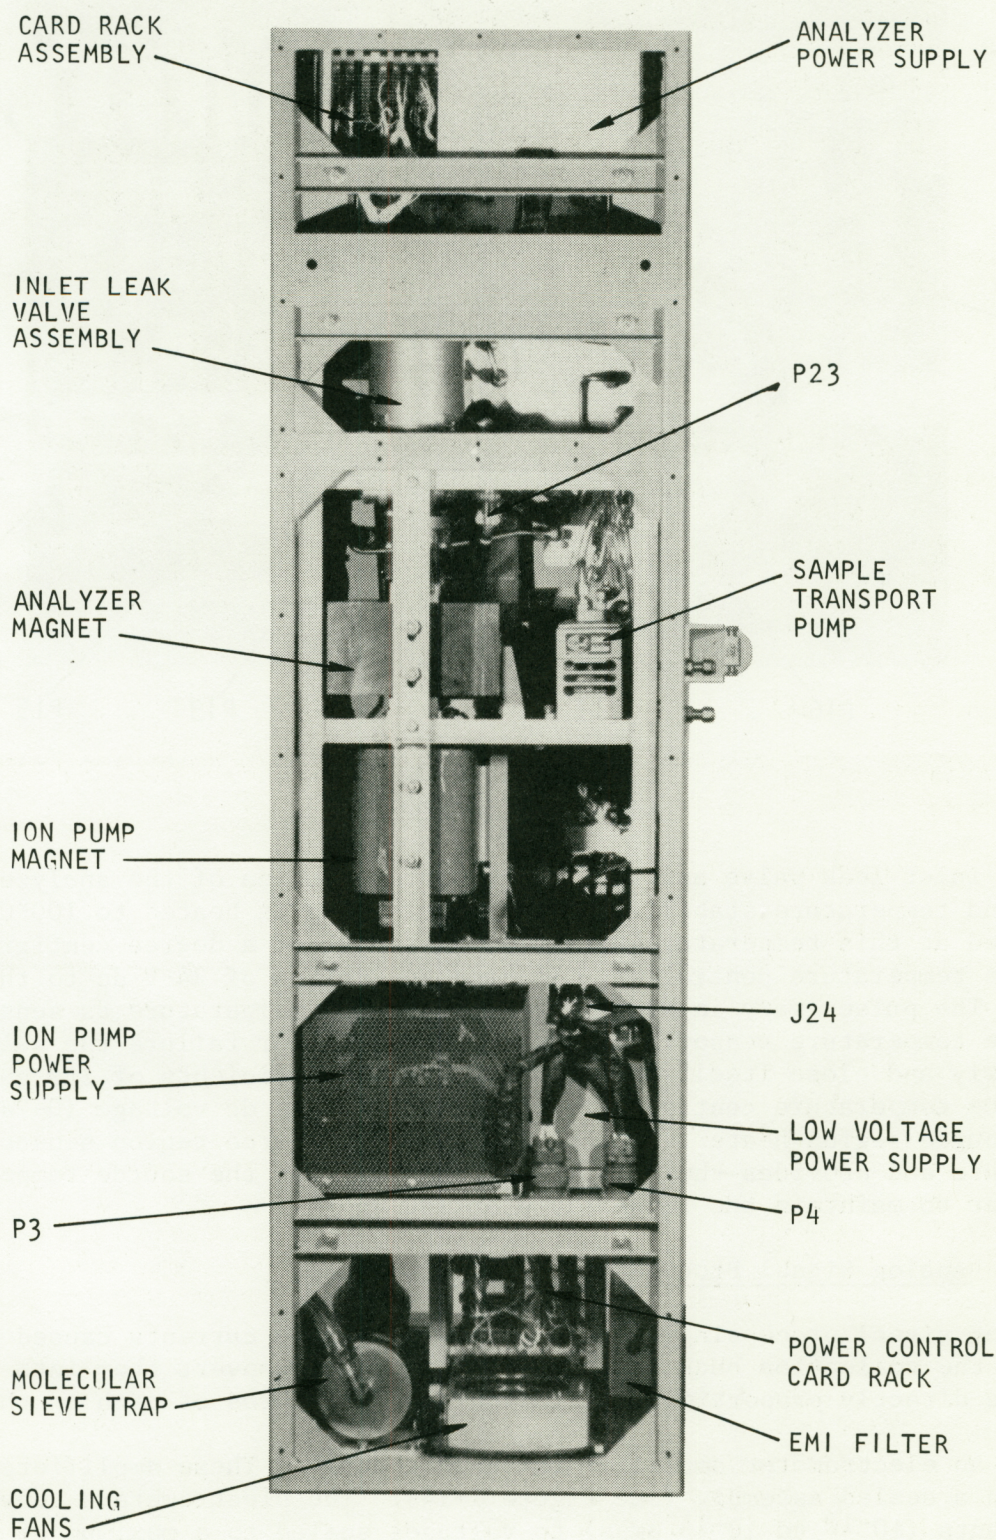 CARD RACK
ASSEMBLY
ANALYZER
POWER SUPPLY
INLET LEAK
VALVE
ASSEMBLY
P23
ANALYZER
MAGNET
SAMPLE
TRANSPORT
PUMP
ION PUMP
MAGNET
ION PUMP
POWER
SUPPLY
J24
LOW VOLTAGE
POWER SUPPLY
P3
P4
MOLECULAR
SIEVE TRAP
POWER CONTROL
CARD RACK
EMI FILTER
COOLING
FANS